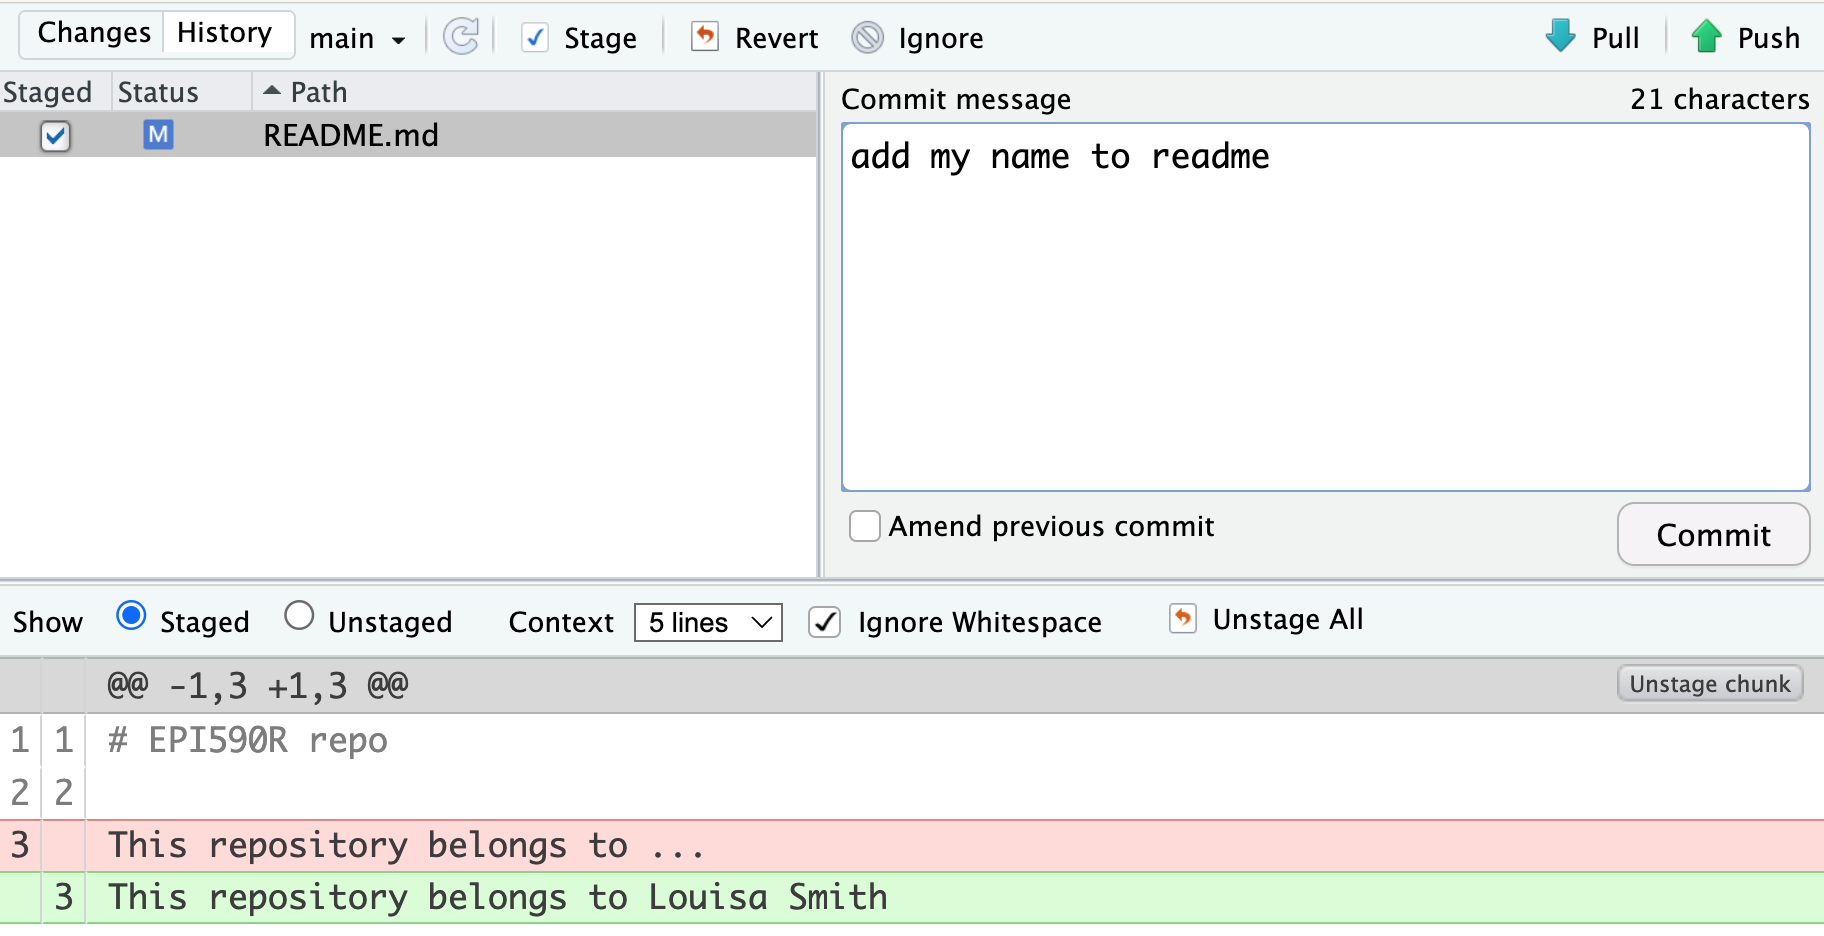 Changes History main Stage Revert Ignore Pull Push
Staged Status Path
M README.md
Commit message 21 characters
add my name to readme
Amend previous commit Commit
Show Staged Unstaged Context 5 lines Ignore Whitespace Unstage All
@@ -1,3 +1,3 @@ Unstage chunk
1 1 # EPI590R repo
2 2
3 This repository belongs to ...
3 This repository belongs to Louisa Smith